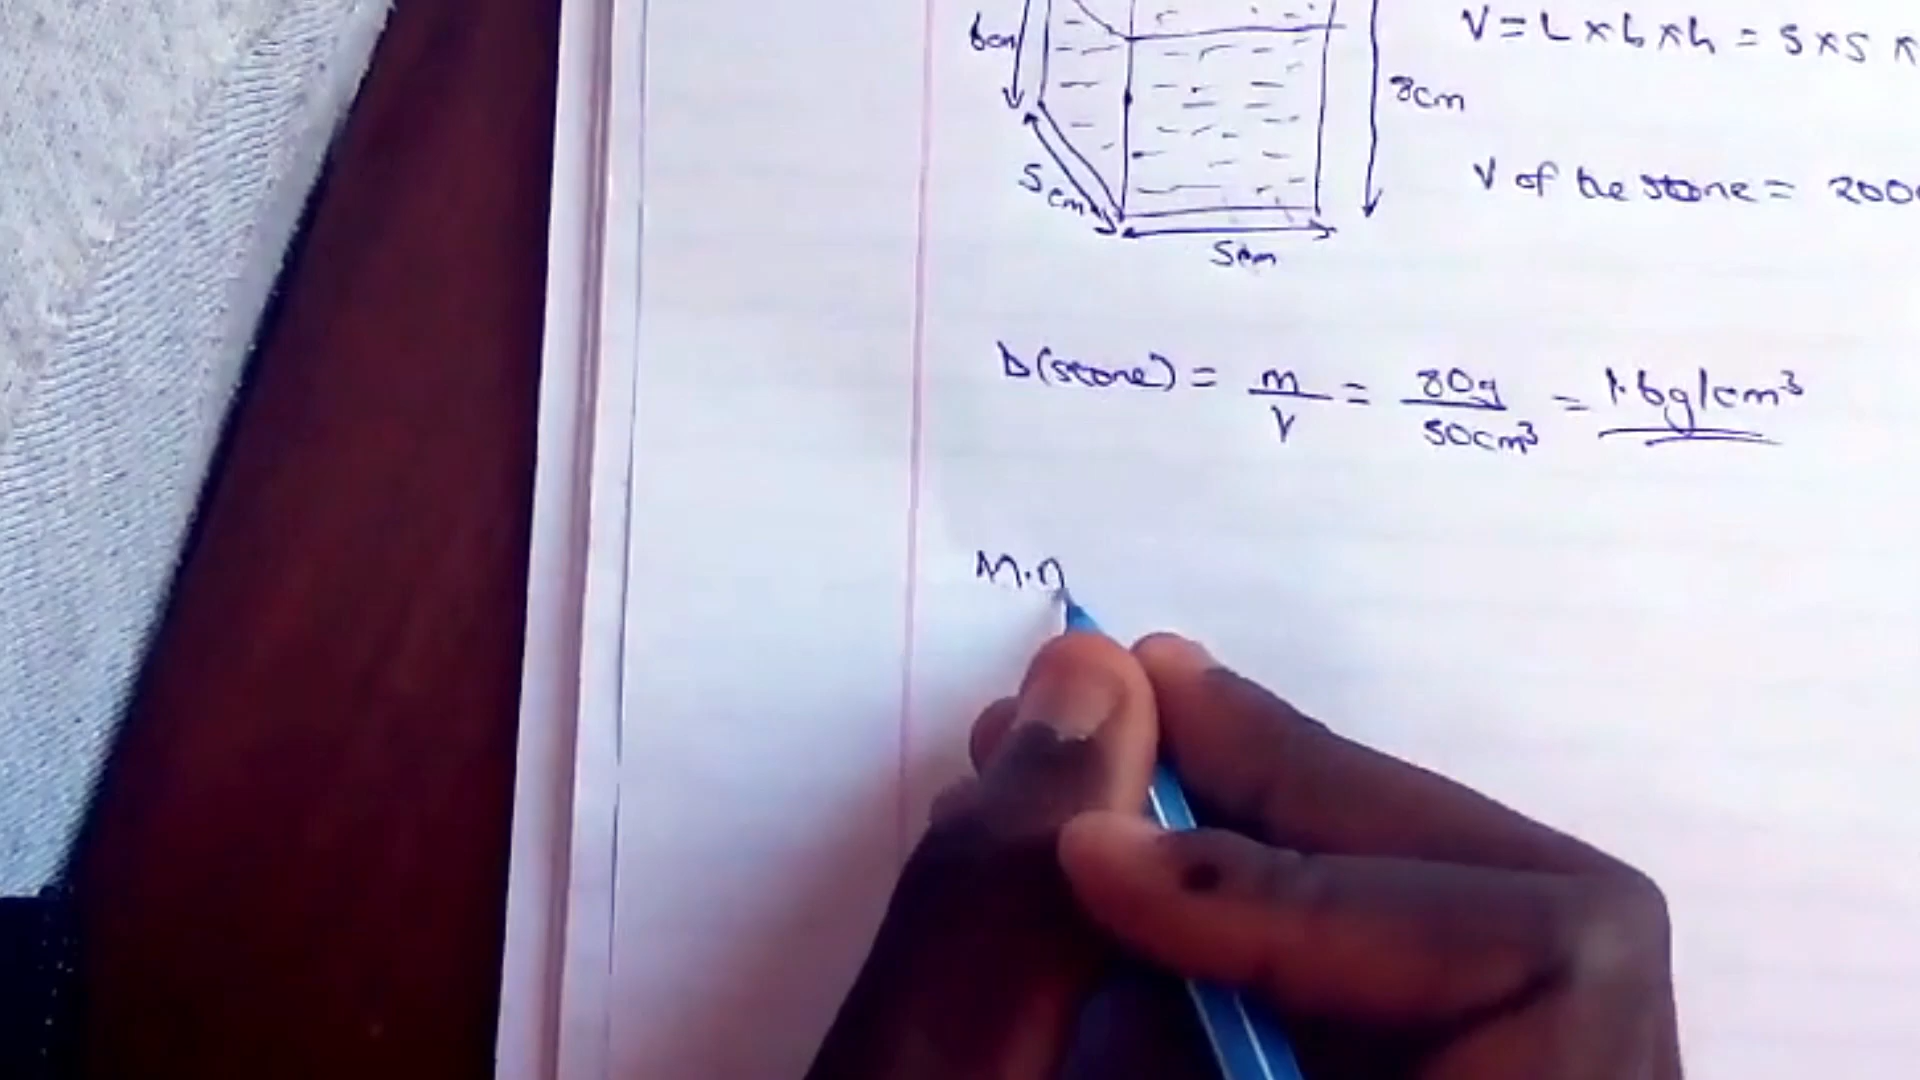 V = L x b x h = 5 x 5 x
6cm
8cm
5cm
V of the stone = 200
5cm
D(stone) = m/V = 80g/50cm³ = 1.6g/cm³
M.n